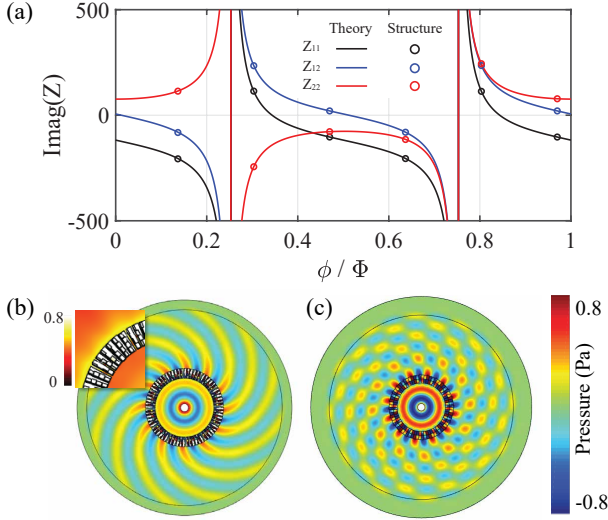 (a)
Theory Structure
Z11
Z12
Z22
500
0
-500
Imag(Z)
0 0.2 0.4 0.6 0.8 1
ϕ / Φ
(b) (c)
0.8
0
0.8
Pressure (Pa)
-0.8